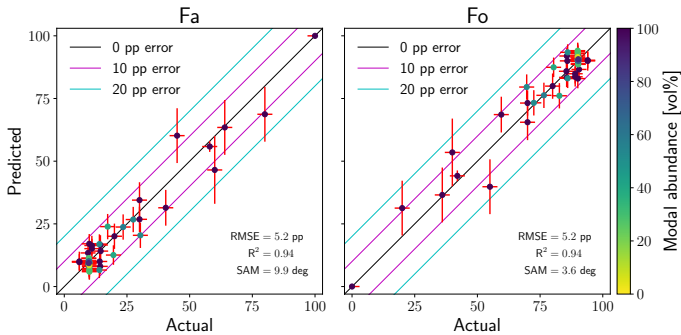 Fa
Fo
0 pp error
10 pp error
20 pp error
RMSE = 5.2 pp
R² = 0.94
SAM = 9.9 deg
0 pp error
10 pp error
20 pp error
RMSE = 5.2 pp
R² = 0.94
SAM = 3.6 deg
100
75
50
25
0
Predicted
0 25 50 75 100
Actual
0 25 50 75 100
Actual
100
80
60
40
20
0
Modal abundance [vol%]